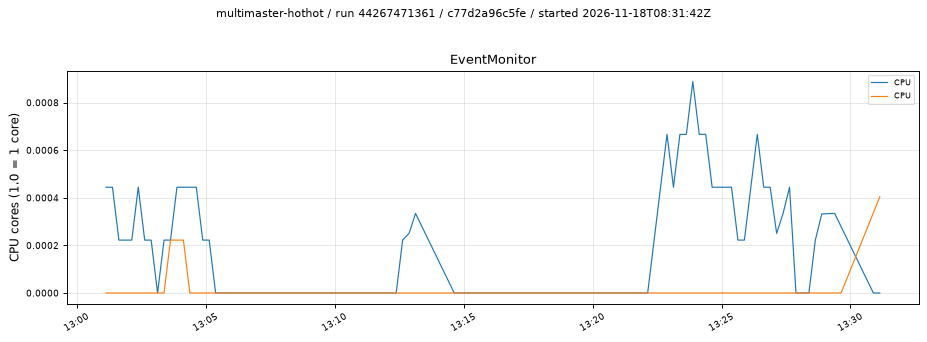 multimaster-hothot / run 44267471361 / c77d2a96c5fe / started 2026-11-18T08:31:42Z
EventMonitor
CPU
CPU
CPU cores (1.0 = 1 core)
0.0008
0.0006
0.0004
0.0002
0.0000
13:00
13:05
13:10
13:15
13:20
13:25
13:30